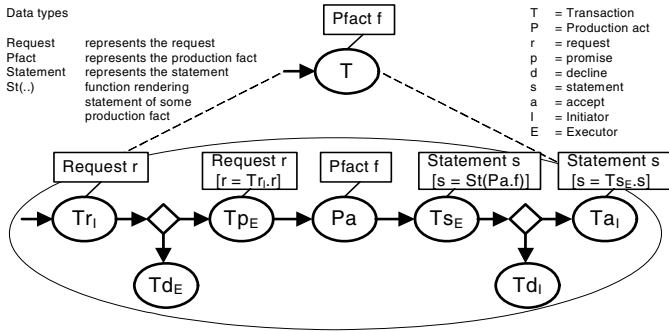 Data types
Request represents the request
Pfact represents the production fact
Statement represents the statement
St(..) function rendering
statement of some
production fact
Pfact f
T
T = Transaction
P = Production act
r = request
p = promise
d = decline
s = statement
a = accept
I = Initiator
E = Executor
Request r
Request r
[r = TrI.r]
Pfact f
Statement s
[s = St(Pa.f)]
Statement s
[s = TsE.s]
TrI
TpE
Pa
TsE
TaI
TdE
TdI